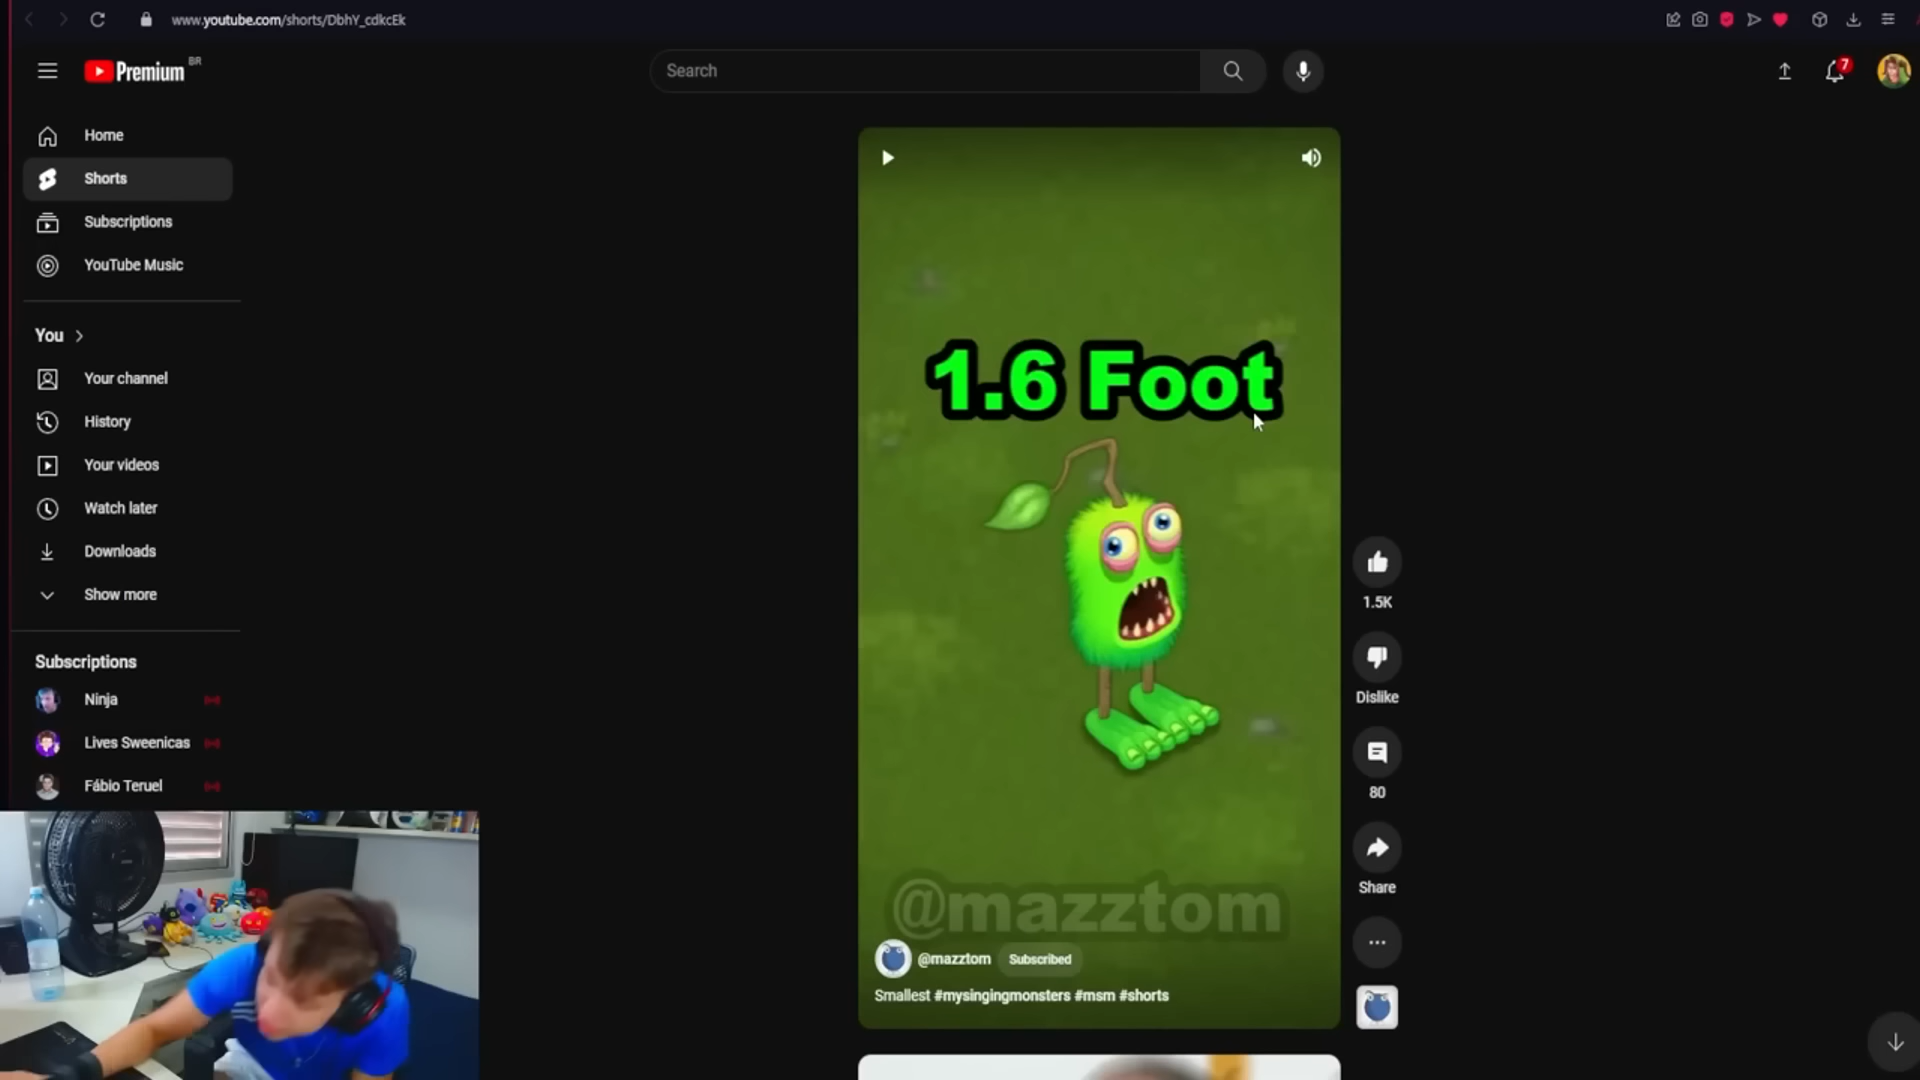 www.youtube.com/shorts/DbhY_cdkcEk
Premium BR
Search
7
Home
Shorts
Subscriptions
YouTube Music
You
Your channel
History
Your videos
Watch later
Downloads
Show more
Subscriptions
Ninja
Lives Sweenicas
Fábio Teruel
1.6 Foot
@mazztom
@mazztom Subscribed
Smallest #mysingingmonsters #msm #shorts
1.5K
Dislike
80
Share